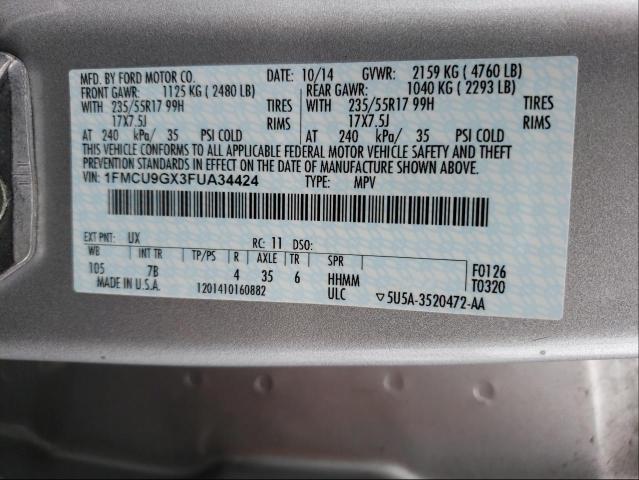 MFD. BY FORD MOTOR CO. DATE: 10/14 GVWR: 2159 KG ( 4760 LB)
FRONT GAWR: 1125 KG ( 2480 LB) REAR GAWR: 1040 KG ( 2293 LB)
WITH 235/55R17 99H TIRES WITH 235/55R17 99H TIRES
17X7.5J RIMS 17X7.5J RIMS
AT 240 kPa/ 35 PSI COLD AT 240 kPa/ 35 PSI COLD
THIS VEHICLE CONFORMS TO ALL APPLICABLE FEDERAL MOTOR VEHICLE SAFETY AND THEFT
PREVENTION STANDARDS IN EFFECT ON THE DATE OF MANUFACTURE SHOWN ABOVE.
VIN: 1FMCU9GX3FUA34424 TYPE: MPV
EXT PNT: UX RC: 11 DSO:
WB INT TR TP/PS R AXLE TR SPR F0126
105 7B 4 35 6 HHMM T0320
MADE IN U.S.A. 1201410160882 ULC ▽5U5A-3520472-AA